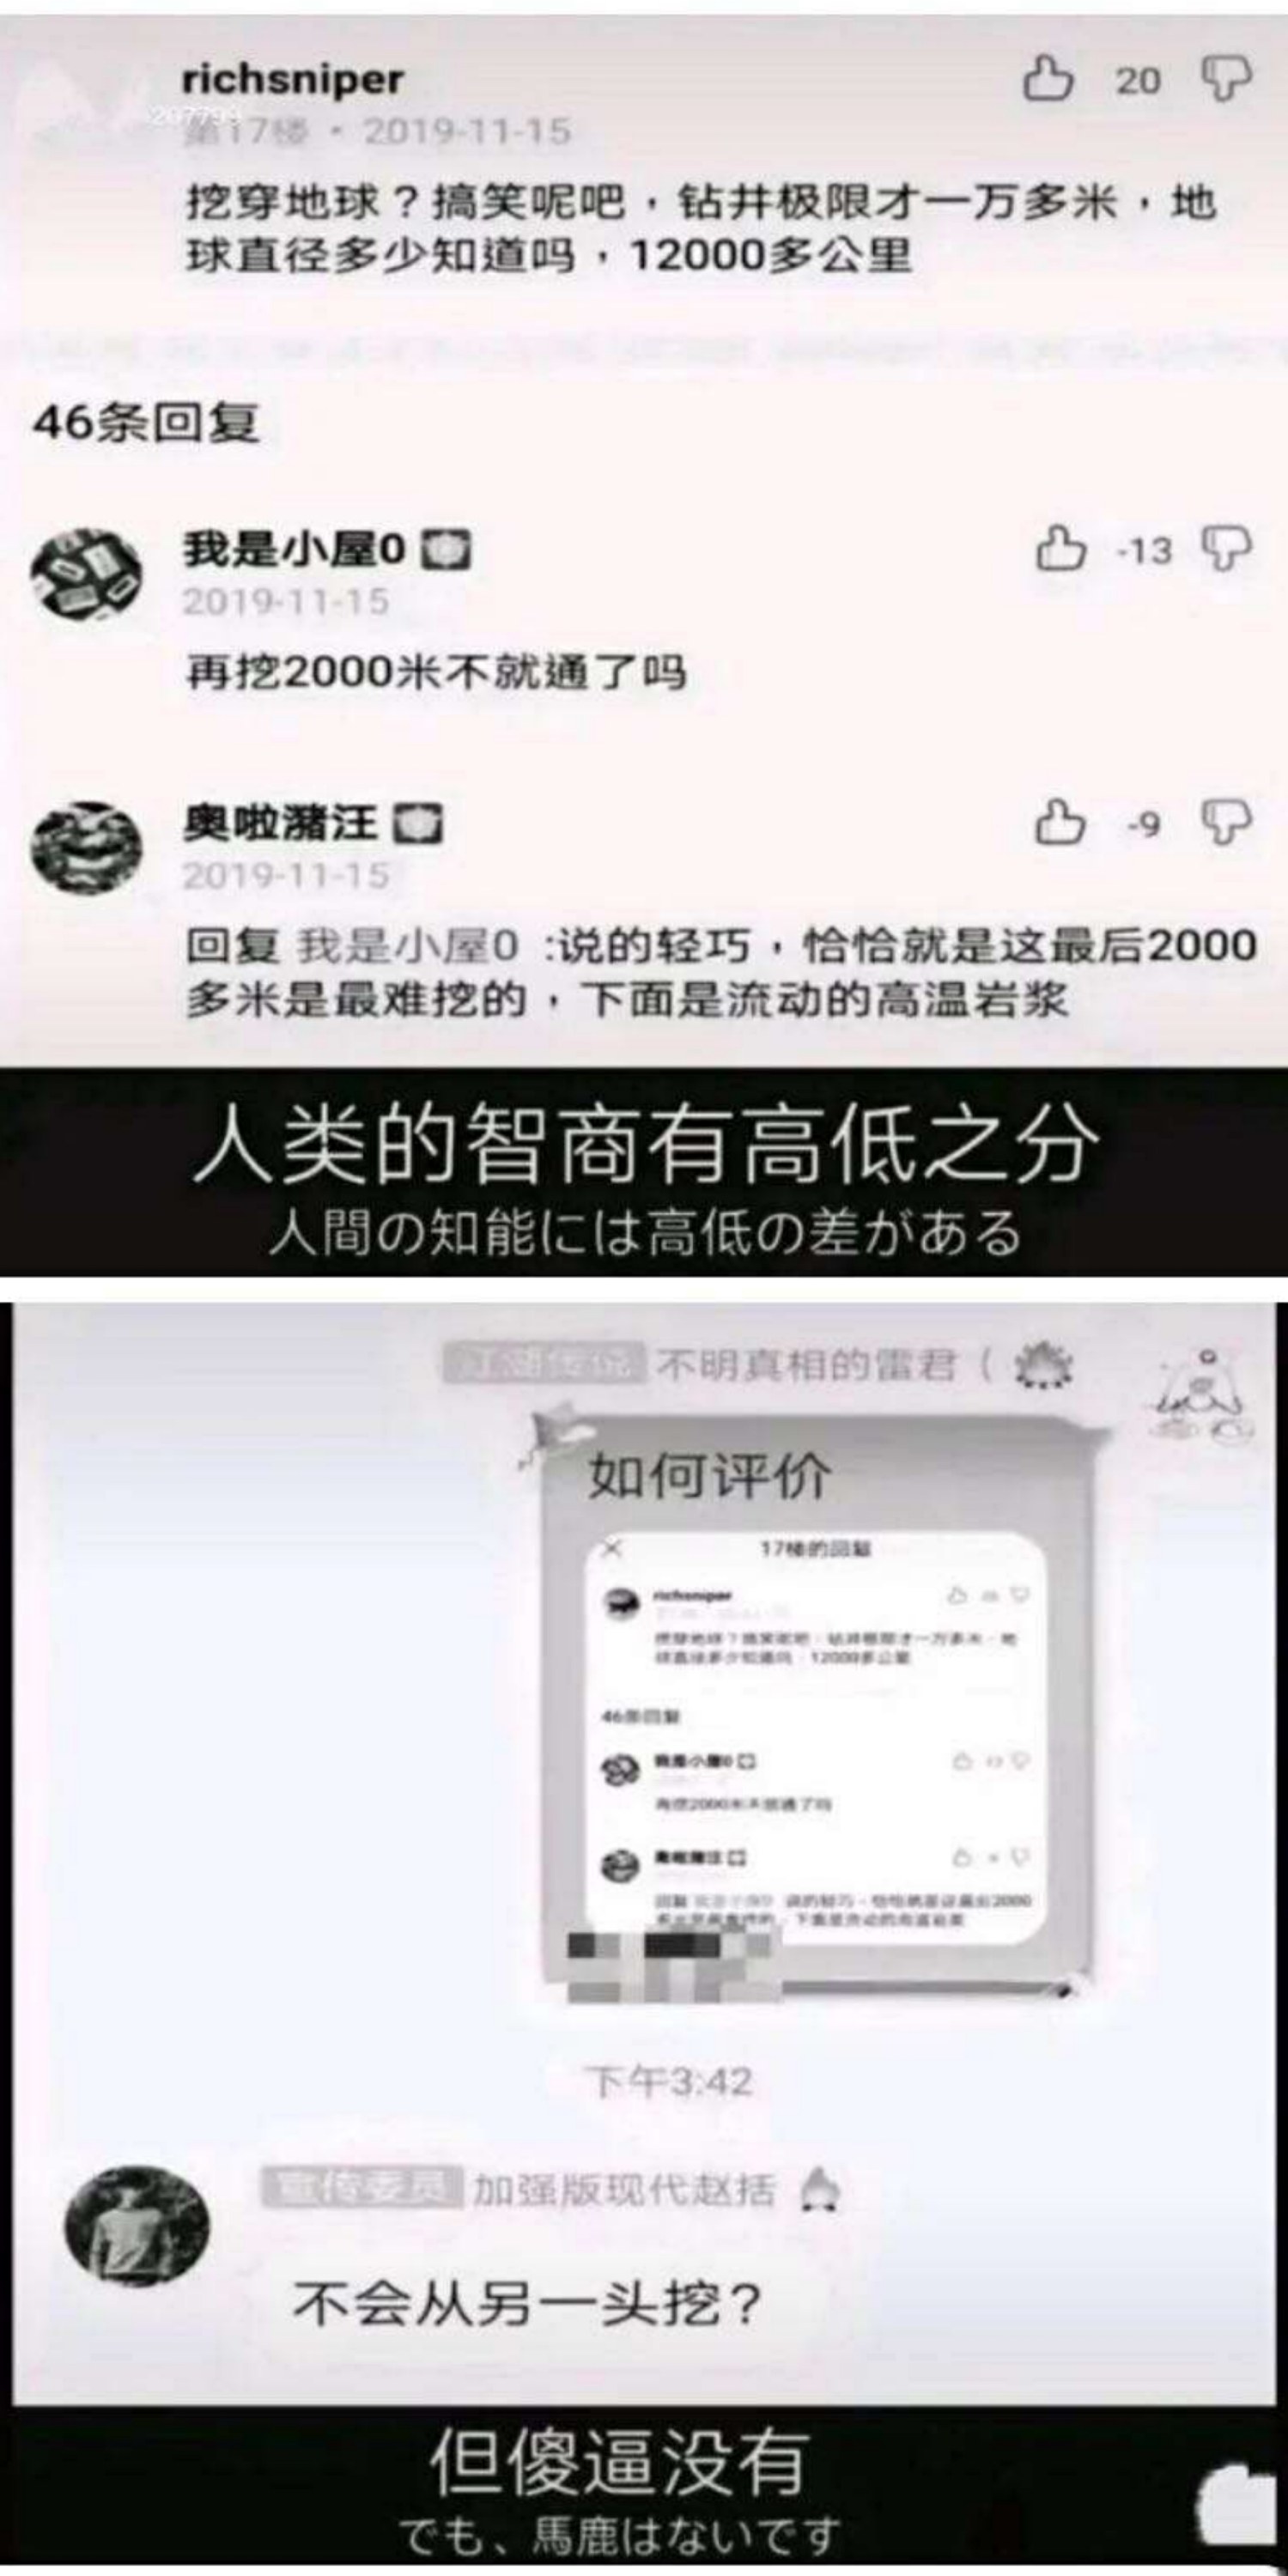 richsniper
20
207799
第17楼 · 2019-11-15
挖穿地球？搞笑呢吧，钻井极限才一万多米，地
球直径多少知道吗，12000多公里
46条回复
我是小屋0
-13
2019-11-15
再挖2000米不就通了吗
奥啦瀦汪
-9
2019-11-15
回复 我是小屋0 :说的轻巧，恰恰就是这最后2000
多米是最难挖的，下面是流动的高温岩浆
人类的智商有高低之分
人間の知能には高低の差がある
不明真相的雷君（
如何评价
17楼的回复
richsniper
挖穿地球？搞笑呢吧，钻井极限才一万多米，地
球直径多少知道吗，12000多公里
46条回复
我是小屋0
再挖2000米不就通了吗
奥啦瀦汪
回复 我是小屋0 :说的轻巧，恰恰就是这最后2000
多米是最难挖的，下面是流动的高温岩浆
下午3:42
宣传委员 加强版现代赵括
不会从另一头挖?
但傻逼没有
でも、馬鹿はないです